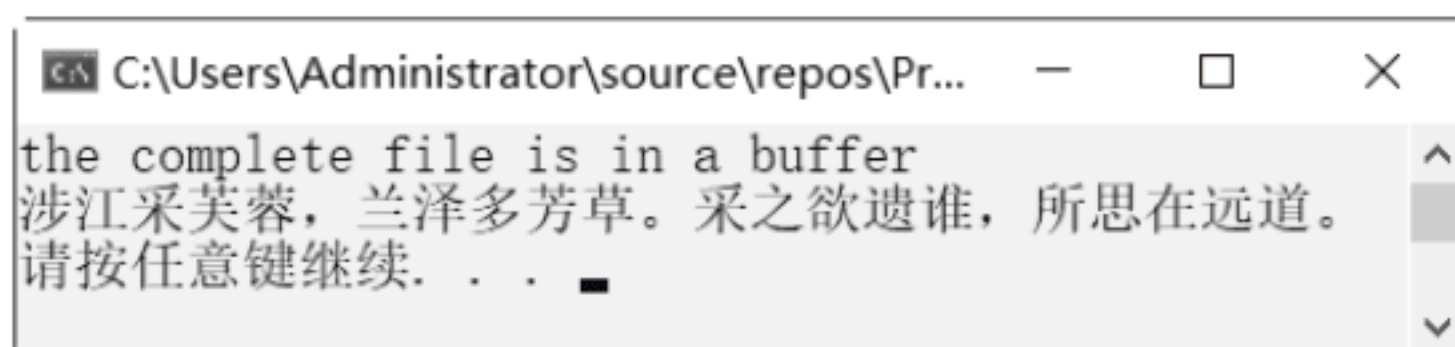 C:\Users\Administrator\source\repos\Pr...
the complete file is in a buffer
涉江采芙蓉，兰泽多芳草。采之欲遗谁，所思在远道。
请按任意键继续. . .